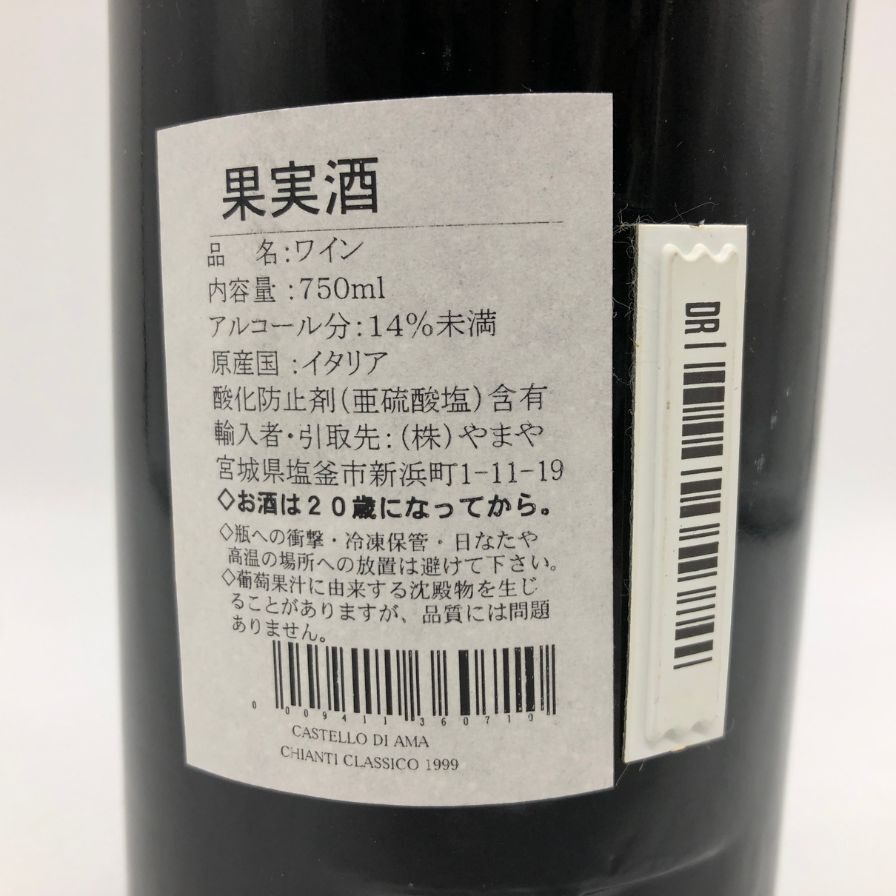 果実酒
品　名:ワイン
内容量:750ml
アルコール分:14%未満
原産国:イタリア
酸化防止剤(亜硫酸塩)含有
輸入者・引取先:(株)やまや
宮城県塩釜市新浜町1-11-19
◇お酒は20歳になってから。
◇瓶への衝撃・冷凍保管・日なたや
高温の場所への放置は避けて下さい。
◇葡萄果汁に由来する沈殿物を生じ
ることがありますが、品質には問題
ありません。
0009411360710
CASTELLO DI AMA
CHIANTI CLASSICO 1999
DRI